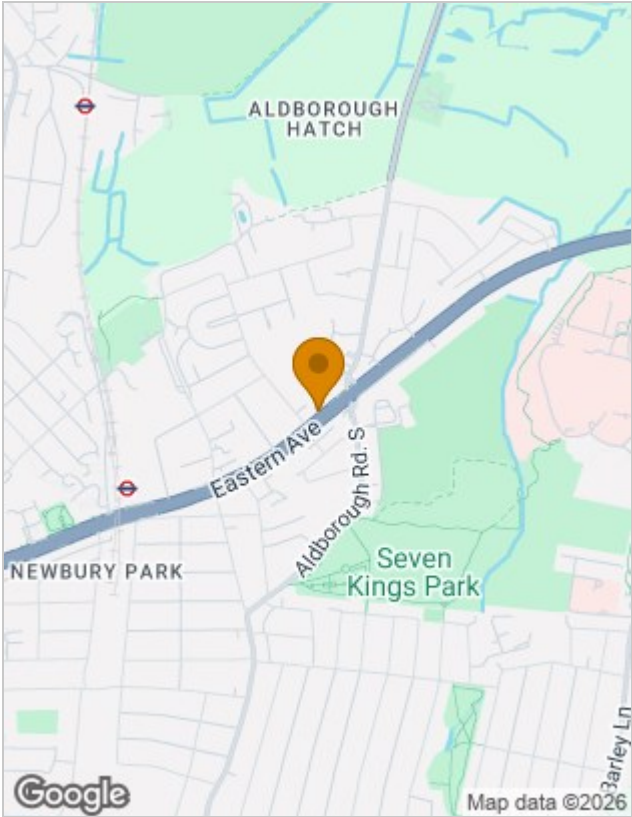 ALDBOROUGH
HATCH
Eastern Ave
Aldborough Rd. S
NEWBURY PARK
Seven
Kings Park
Barley Ln
Google
Map data ©2026